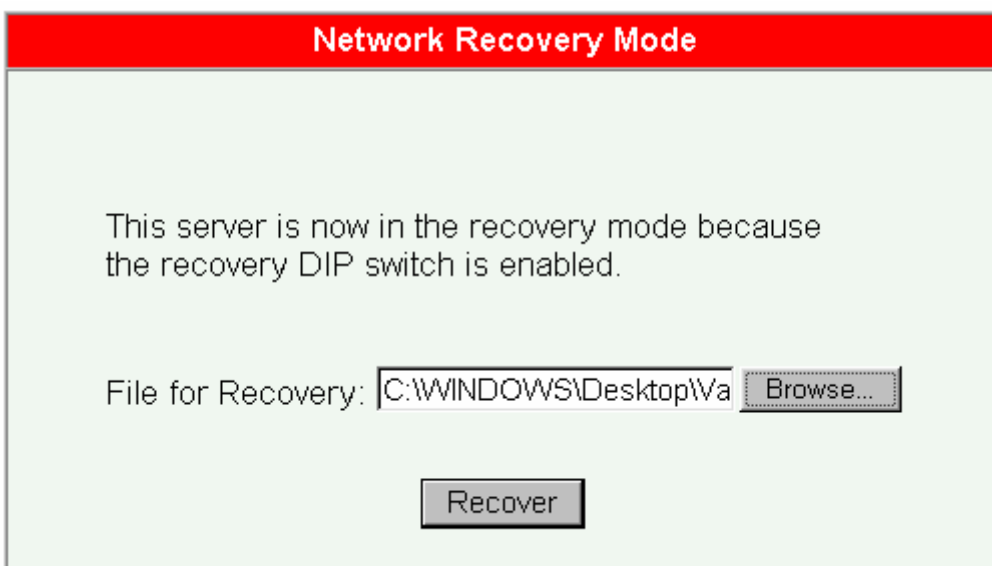 Network Recovery Mode
This server is now in the recovery mode because
the recovery DIP switch is enabled.
File for Recovery: C:\WINDOWS\Desktop\Va Browse...
Recover